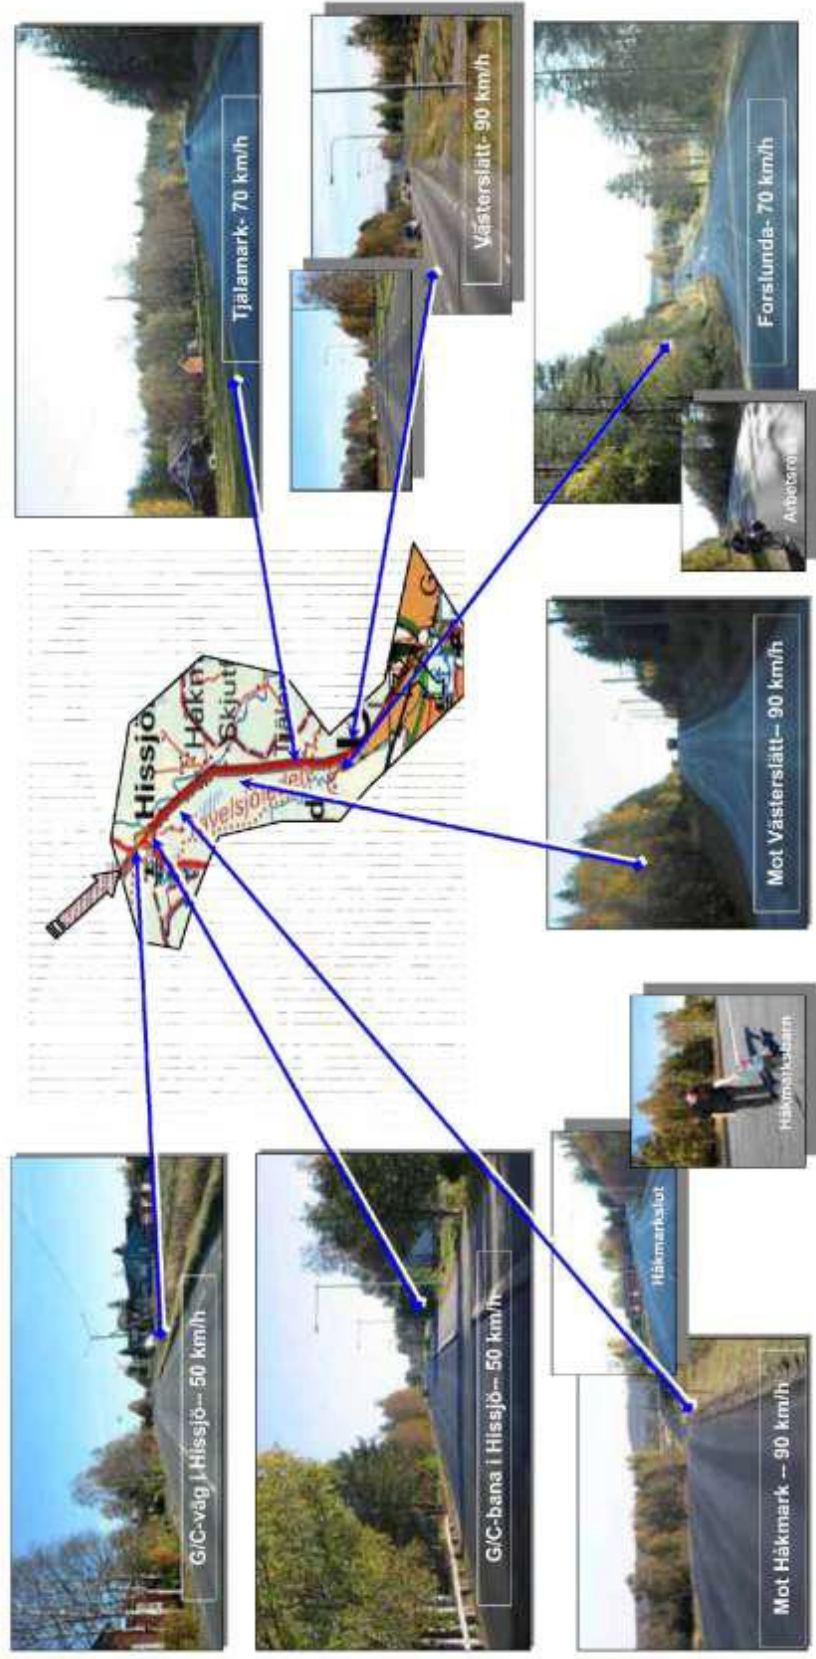 G/C-väg i Hissjö-- 50 km/h
G/C-bana i Hissjö-- 50 km/h
Mot Håkmark -- 90 km/h
Håkmarkslut
Håkmarksbarn
Hissjö
Håkm
Skjut
Tjäla
d
G
Mot Västerslätt-- 90 km/h
Tjälamark- 70 km/h
Västerslätt- 90 km/h
Forslunda- 70 km/h